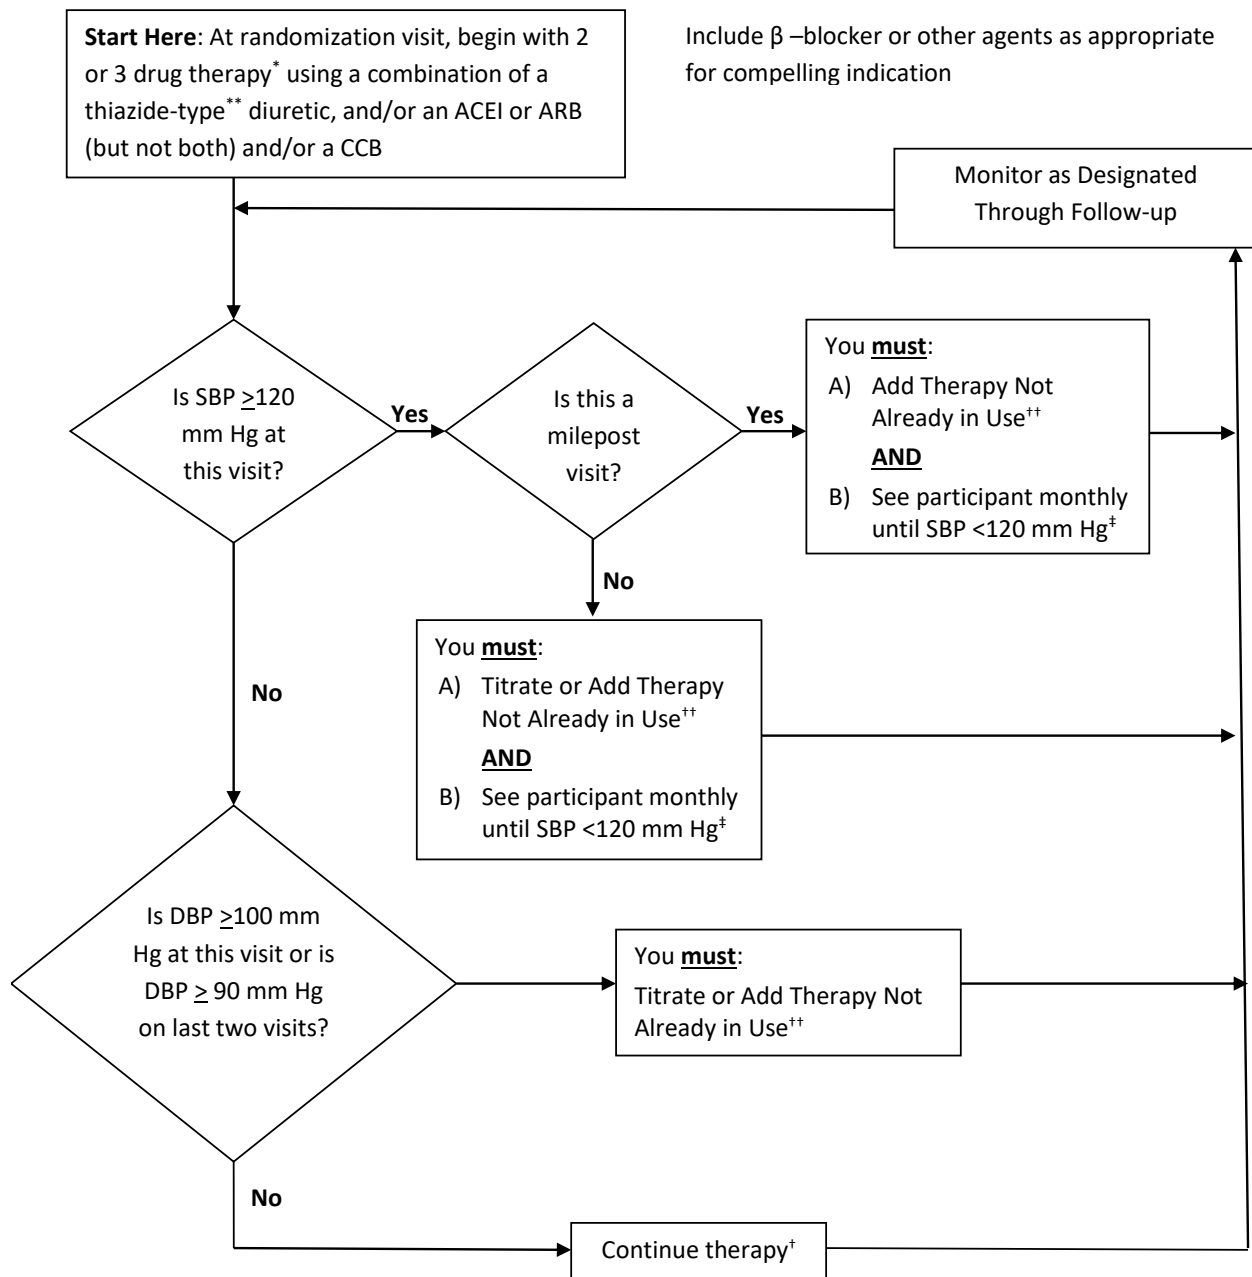 Start Here: At randomization visit, begin with 2
or 3 drug therapy* using a combination of a
thiazide-type** diuretic, and/or an ACEI or ARB
(but not both) and/or a CCB
Include β –blocker or other agents as appropriate
for compelling indication
Monitor as Designated
Through Follow-up
Is SBP ≥120
mm Hg at
this visit?
Yes
Is this a
milepost
visit?
Yes
You must:
A) Add Therapy Not
Already in Use††
AND
B) See participant monthly
until SBP <120 mm Hg‡
No
You must:
A) Titrate or Add Therapy
Not Already in Use††
AND
B) See participant monthly
until SBP <120 mm Hg‡
No
Is DBP ≥100 mm
Hg at this visit or is
DBP ≥ 90 mm Hg
on last two visits?
You must:
Titrate or Add Therapy Not
Already in Use††
No
Continue therapy†